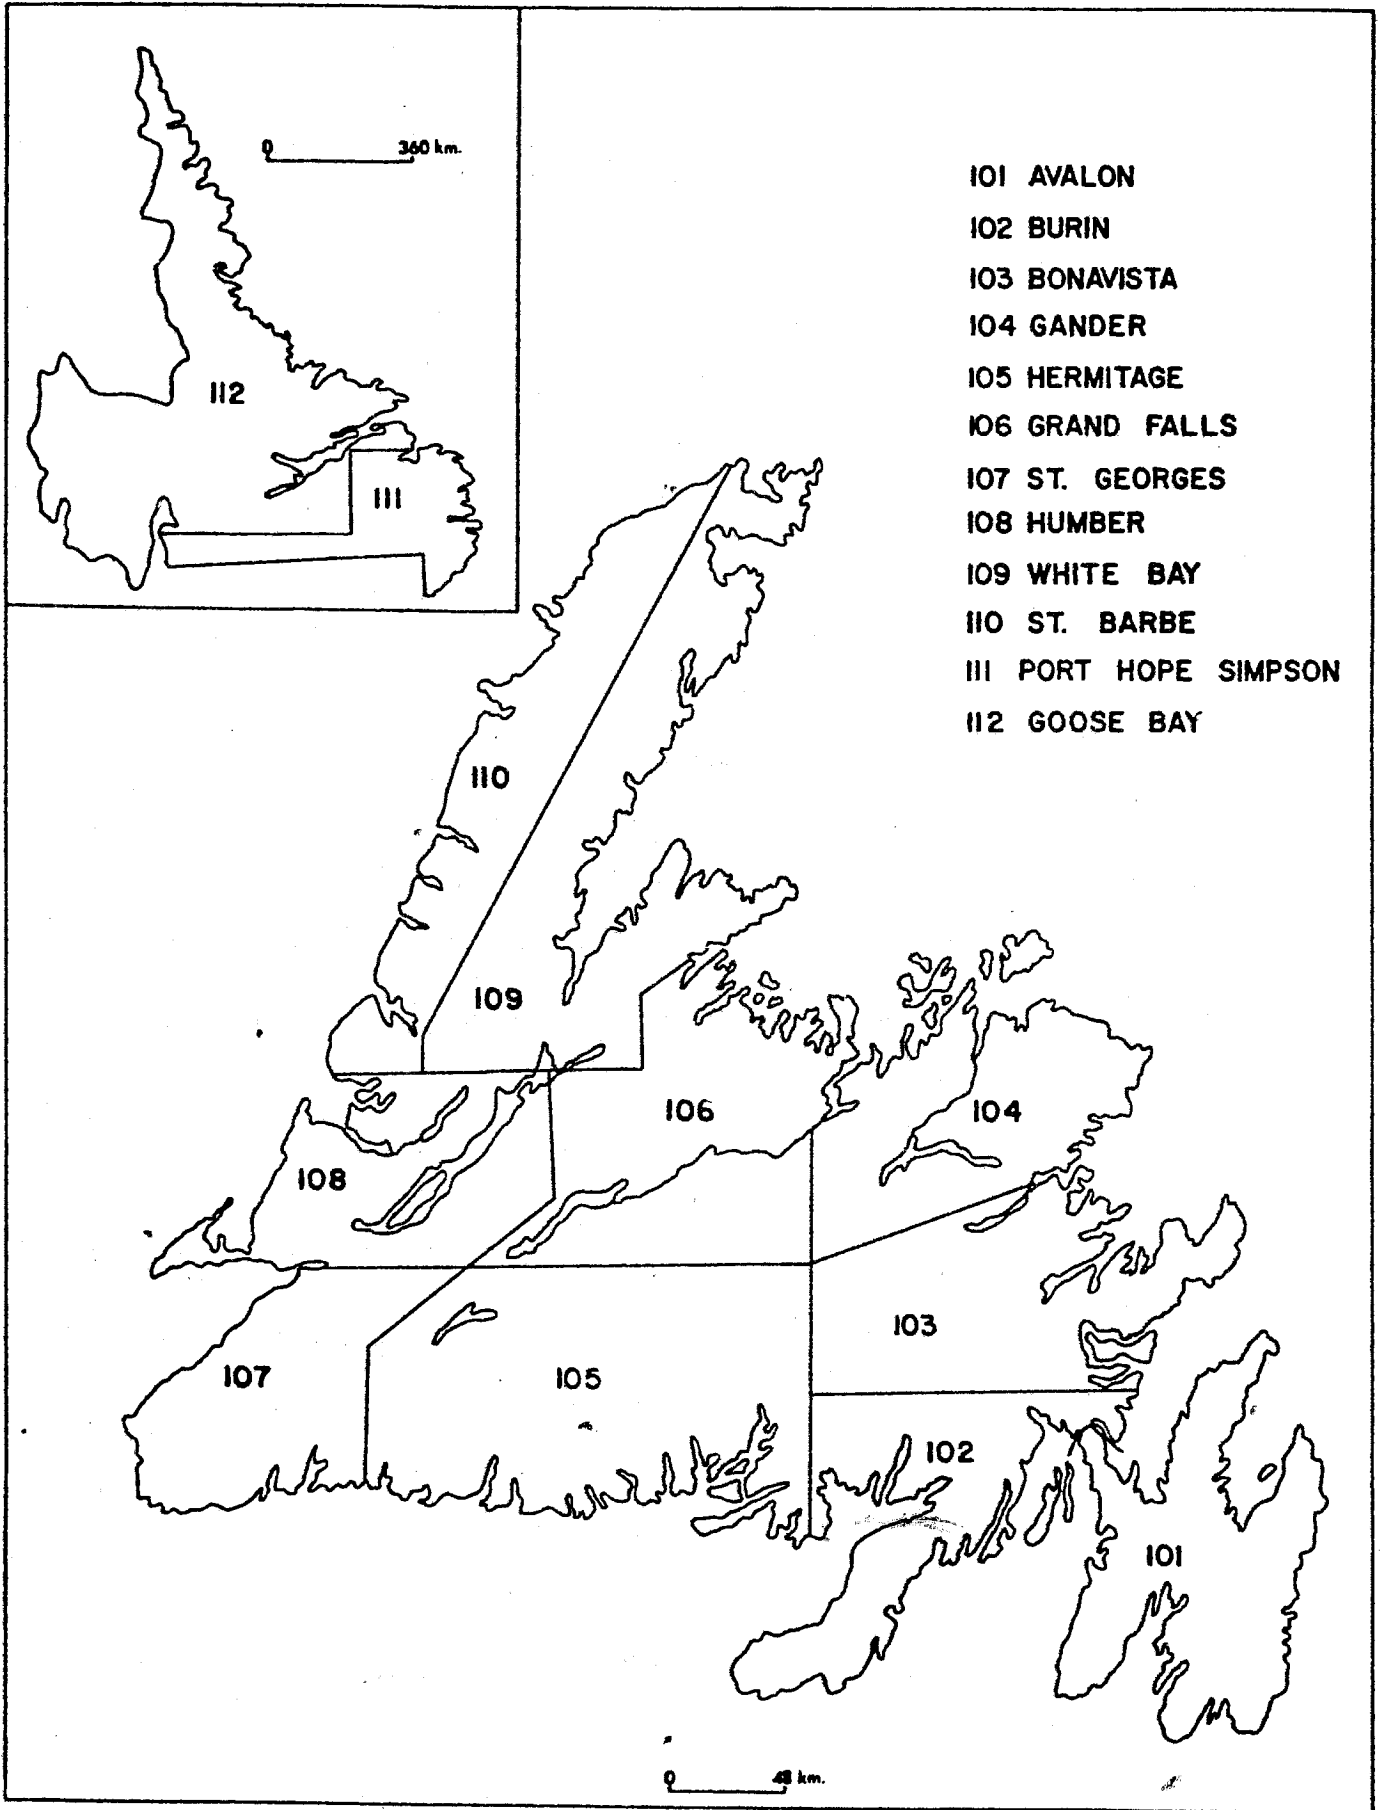 0 360 km.
112
111
101 AVALON
102 BURIN
103 BONAVISTA
104 GANDER
105 HERMITAGE
106 GRAND FALLS
107 ST. GEORGES
108 HUMBER
109 WHITE BAY
110 ST. BARBE
111 PORT HOPE SIMPSON
112 GOOSE BAY
110
109
106
104
108
103
107
105
102
101
0 48 km.